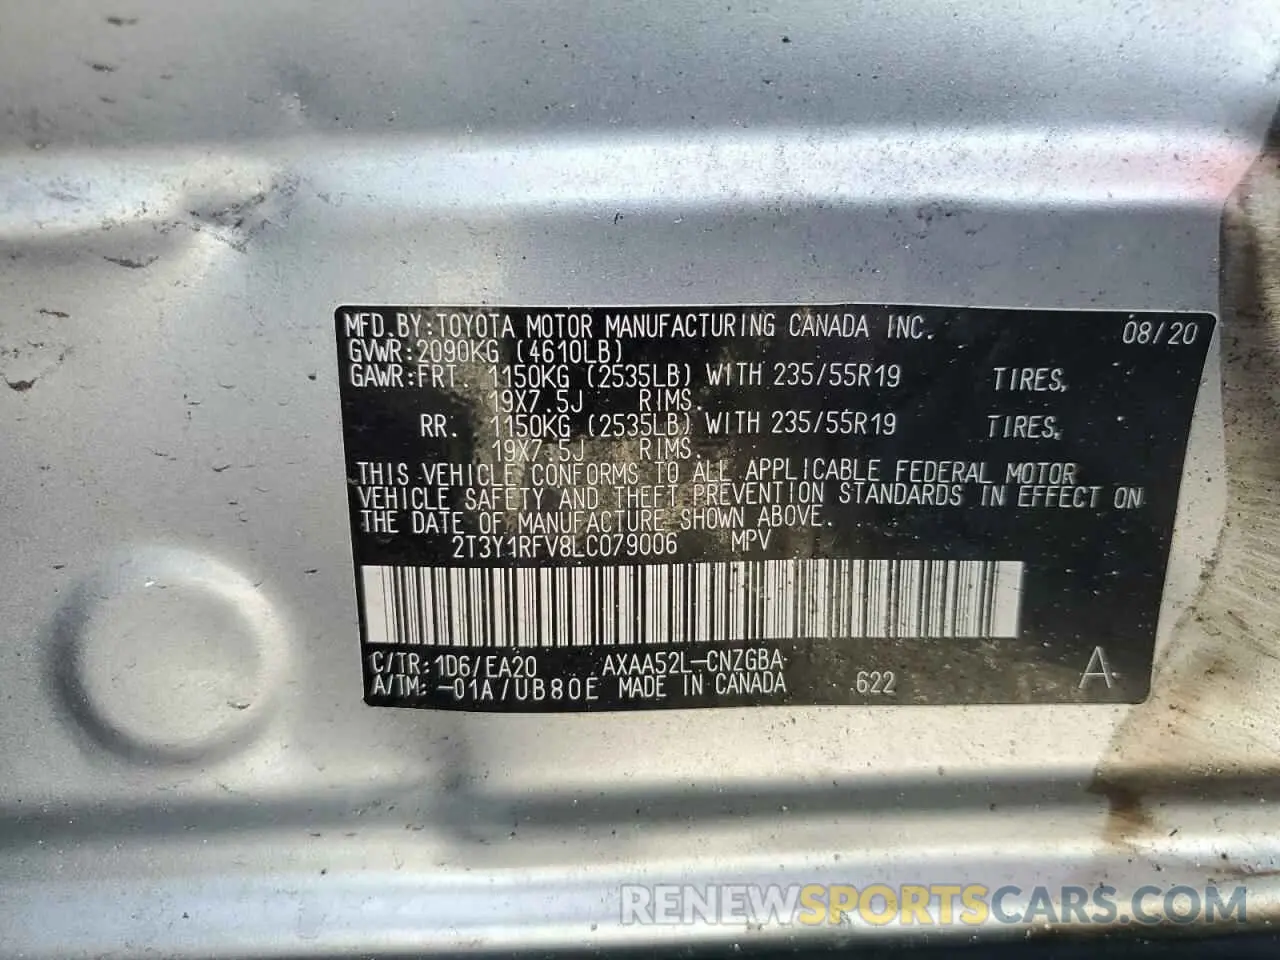 MFD.BY:TOYOTA MOTOR MANUFACTURING CANADA INC. 08/20
GVWR:2090KG (4610LB)
GAWR:FRT. 1150KG (2535LB) WITH 235/55R19 TIRES,
19X7.5J RIMS.
RR. 1150KG (2535LB) WITH 235/55R19 TIRES,
19X7.5J RIMS.
THIS VEHICLE CONFORMS TO ALL APPLICABLE FEDERAL MOTOR
VEHICLE SAFETY AND THEFT PREVENTION STANDARDS IN EFFECT ON
THE DATE OF MANUFACTURE SHOWN ABOVE.
2T3Y1RFV8LC079006 MPV
C/TR:1D6/EA20 AXAA52L-CNZGBA A
A/TM:-01A/UB80E MADE IN CANADA 622
RENEWSPORTSCARS.COM